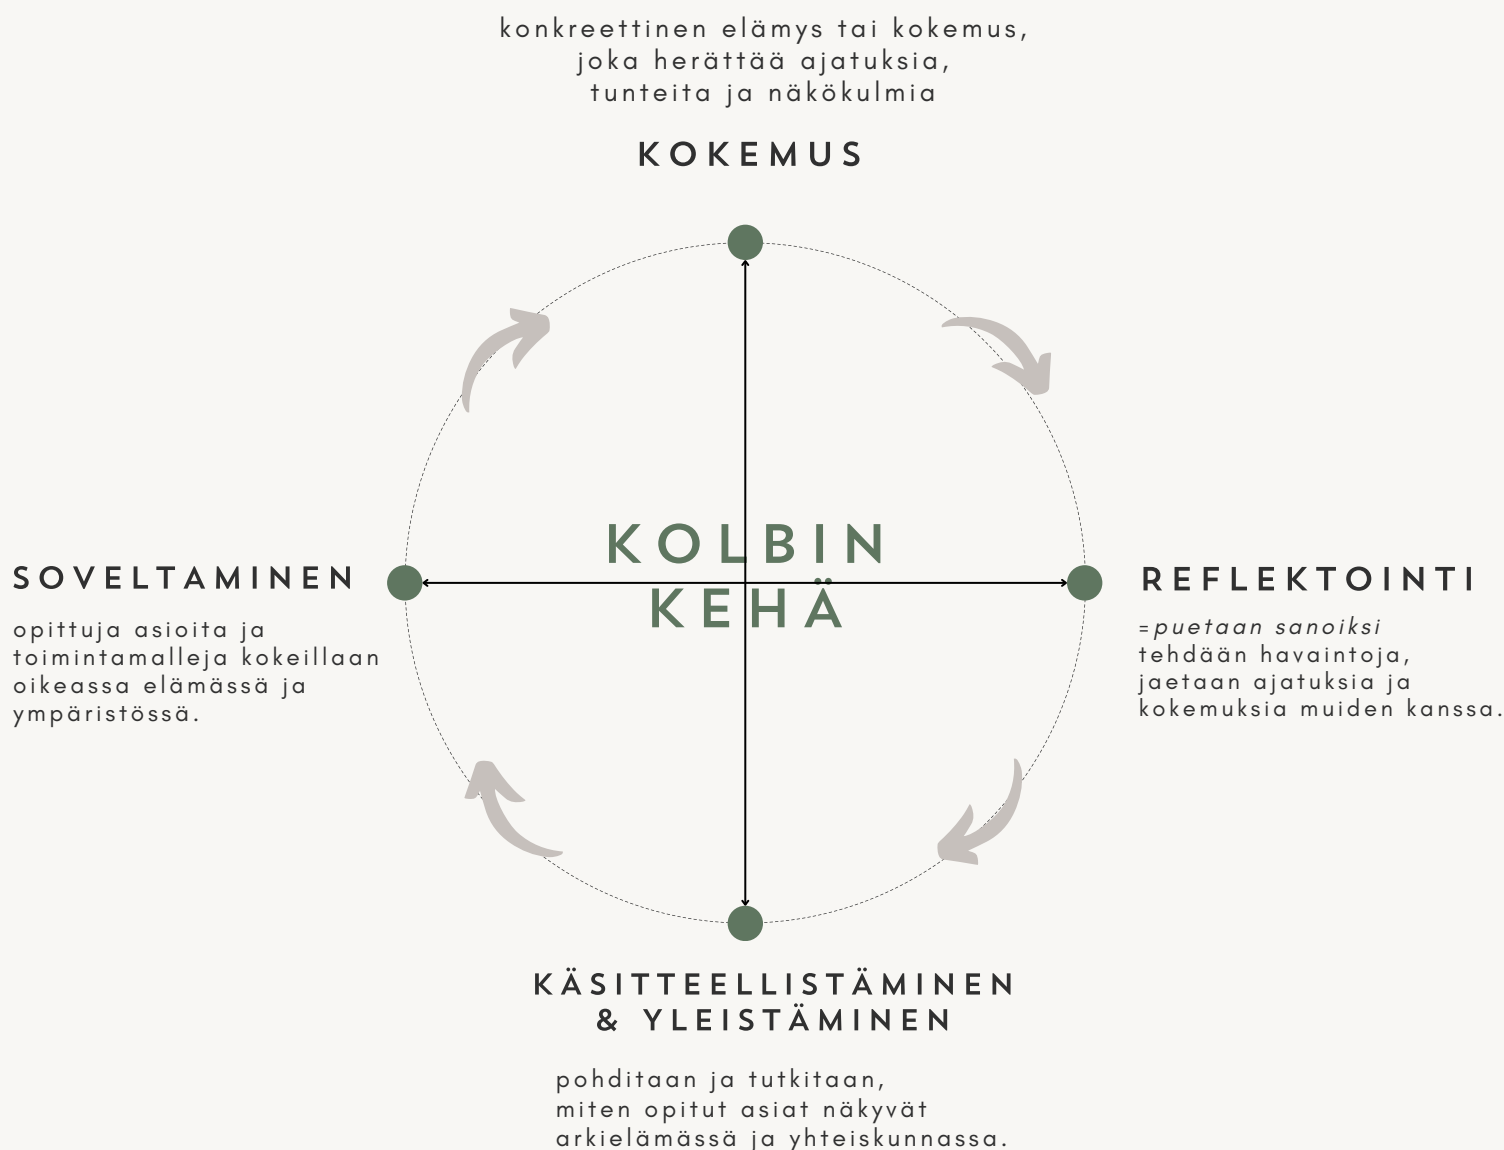 konkreettinen elämys tai kokemus,
joka herättää ajatuksia,
tunteita ja näkökulmia
KOKEMUS
KOLBIN
KEHÄ
SOVELTAMINEN
opittuja asioita ja
toimintamalleja kokeillaan
oikeassa elämässä ja
ympäristössä.
REFLEKTOINTI
=puetaan sanoiksi
tehdään havaintoja,
jaetaan ajatuksia ja
kokemuksia muiden kanssa.
KÄSITTEELLISTÄMINEN
& YLEISTÄMINEN
pohditaan ja tutkitaan,
miten opitut asiat näkyvät
arkielämässä ja yhteiskunnassa.